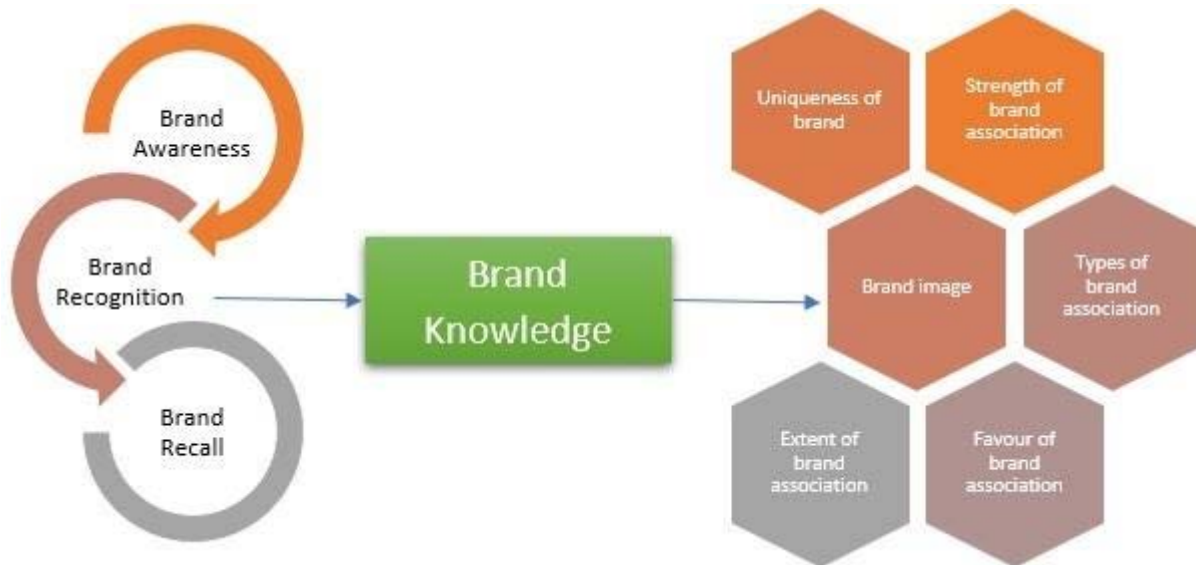 Brand
Awareness
Brand
Recognition
Brand
Recall
Brand
Knowledge
Uniqueness of
brand
Strength of
brand
association
Brand image
Types of
brand
association
Extent of
brand
association
Favour of
brand
association